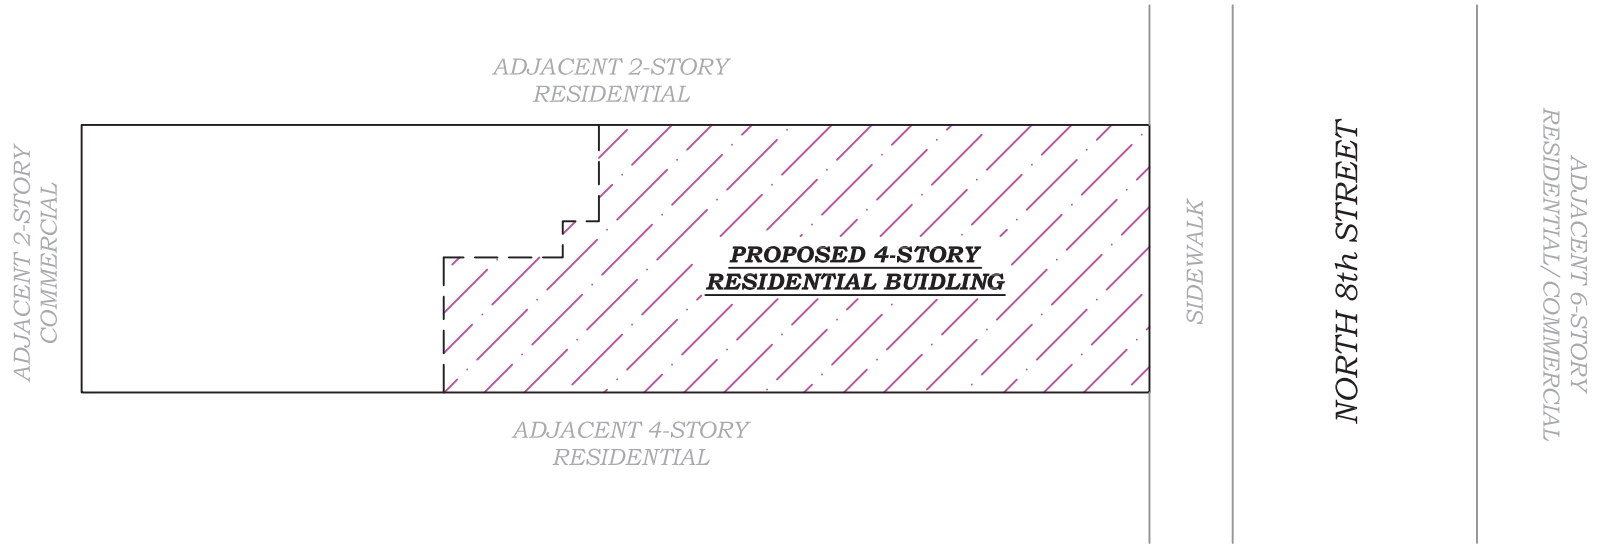 ADJACENT 2-STORY
RESIDENTIAL
ADJACENT 2-STORY
COMMERCIAL
PROPOSED 4-STORY
RESIDENTIAL BUIDLING
SIDEWALK
NORTH 8th STREET
ADJACENT 6-STORY
RESIDENTIAL/ COMMERCIAL
ADJACENT 4-STORY
RESIDENTIAL